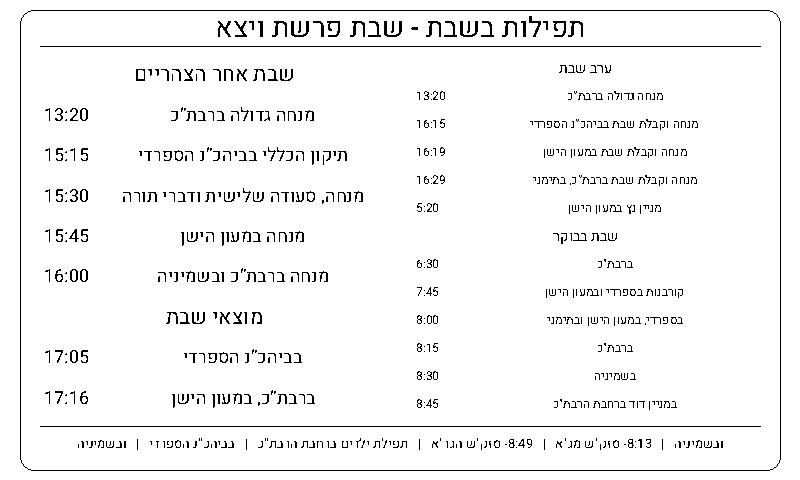 תפילות בשבת - שבת פרשת ויצא
ערב שבת
מנחה גדולה ברבת"כ 13:20
מנחה וקבלת שבת בביהכ"נ הספרדי 16:15
מנחה וקבלת שבת במעון הישן 16:19
מנחה וקבלת שבת ברבת"כ, בתימני 16:29
מניין נץ במעון הישן 5:20
שבת בבוקר
ברבת"כ 6:30
קורבנות בספרדי ובמעון הישן 7:45
בספרדי, במעון הישן ובתימני 8:00
ברבת"כ 8:15
בשמיניה 8:30
במניין דוד ברחבת הרבת"כ 8:45
שבת אחר הצהריים
מנחה גדולה ברבת"כ 13:20
תיקון הכללי בביהכ"נ הספרדי 15:15
מנחה, סעודה שלישית ודברי תורה 15:30
מנחה במעון הישן 15:45
מנחה ברבת"כ ובשמיניה 16:00
מוצאי שבת
בביהכ"נ הספרדי 17:05
ברבת"כ, במעון הישן 17:16
ובשמיניה | 8:13- סזק'ש מג'א | 8:49- סזק'ש הגר'א | תפילת ילדים ברחבת הרבת"כ | בביהכ"נ הספרדי | ובשמיניה